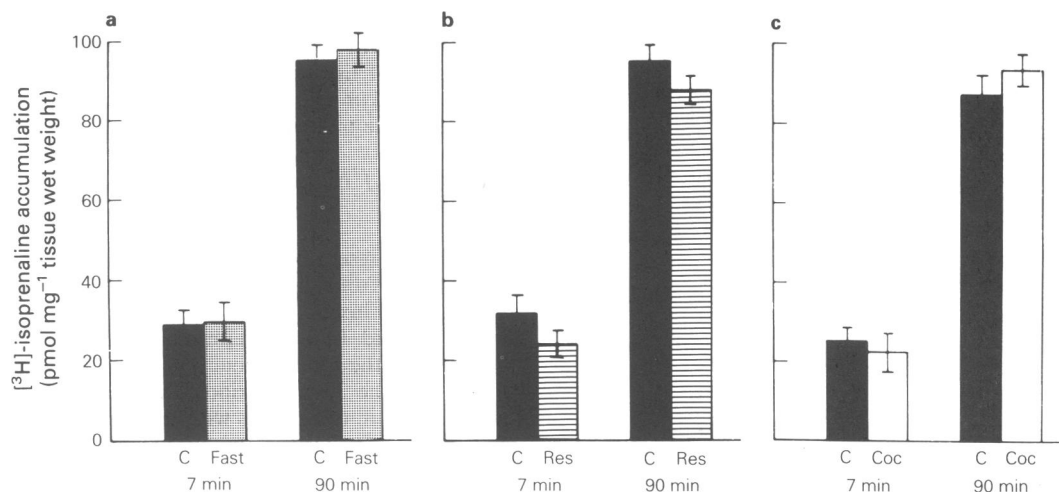 a
b
c
[³H]-isoprenaline accumulation
(pmol mg⁻¹ tissue wet weight)
100
80
60
40
20
0
C Fast C Fast
7 min 90 min
C Res C Res
7 min 90 min
C Coc C Coc
7 min 90 min